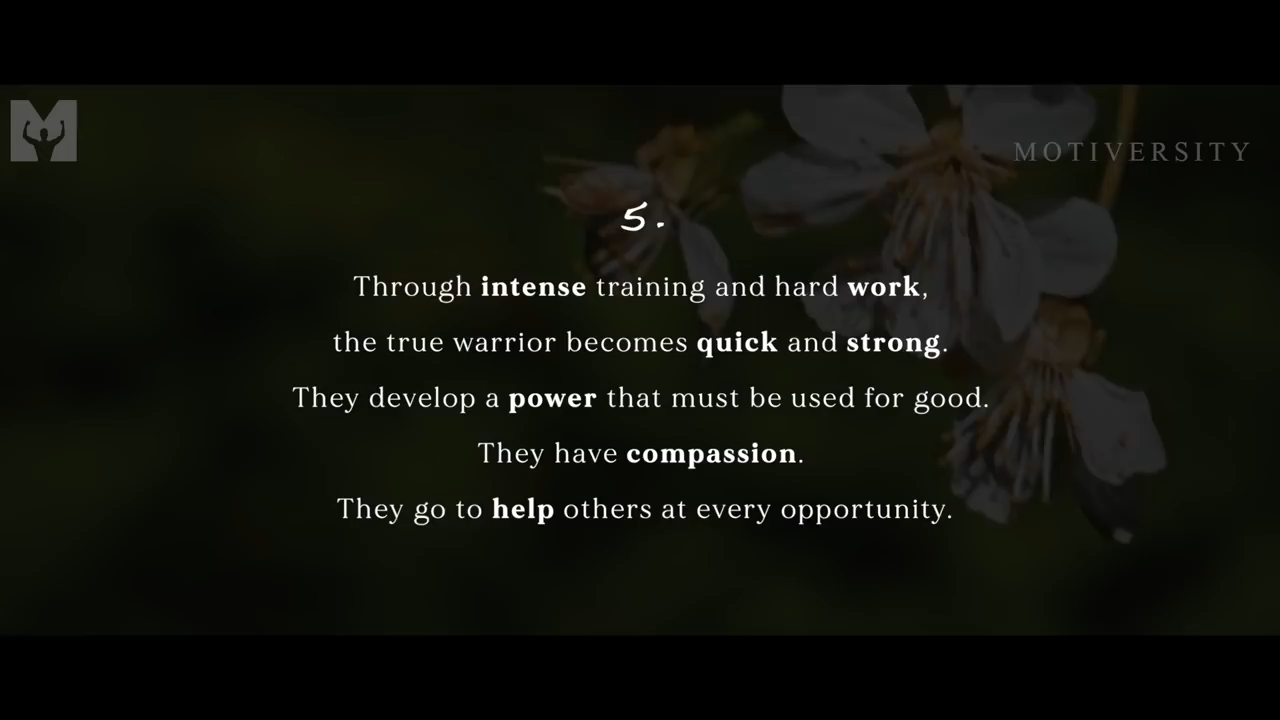 MOTIVERSITY
5.
Through intense training and hard work,
the true warrior becomes quick and strong.
They develop a power that must be used for good.
They have compassion.
They go to help others at every opportunity.